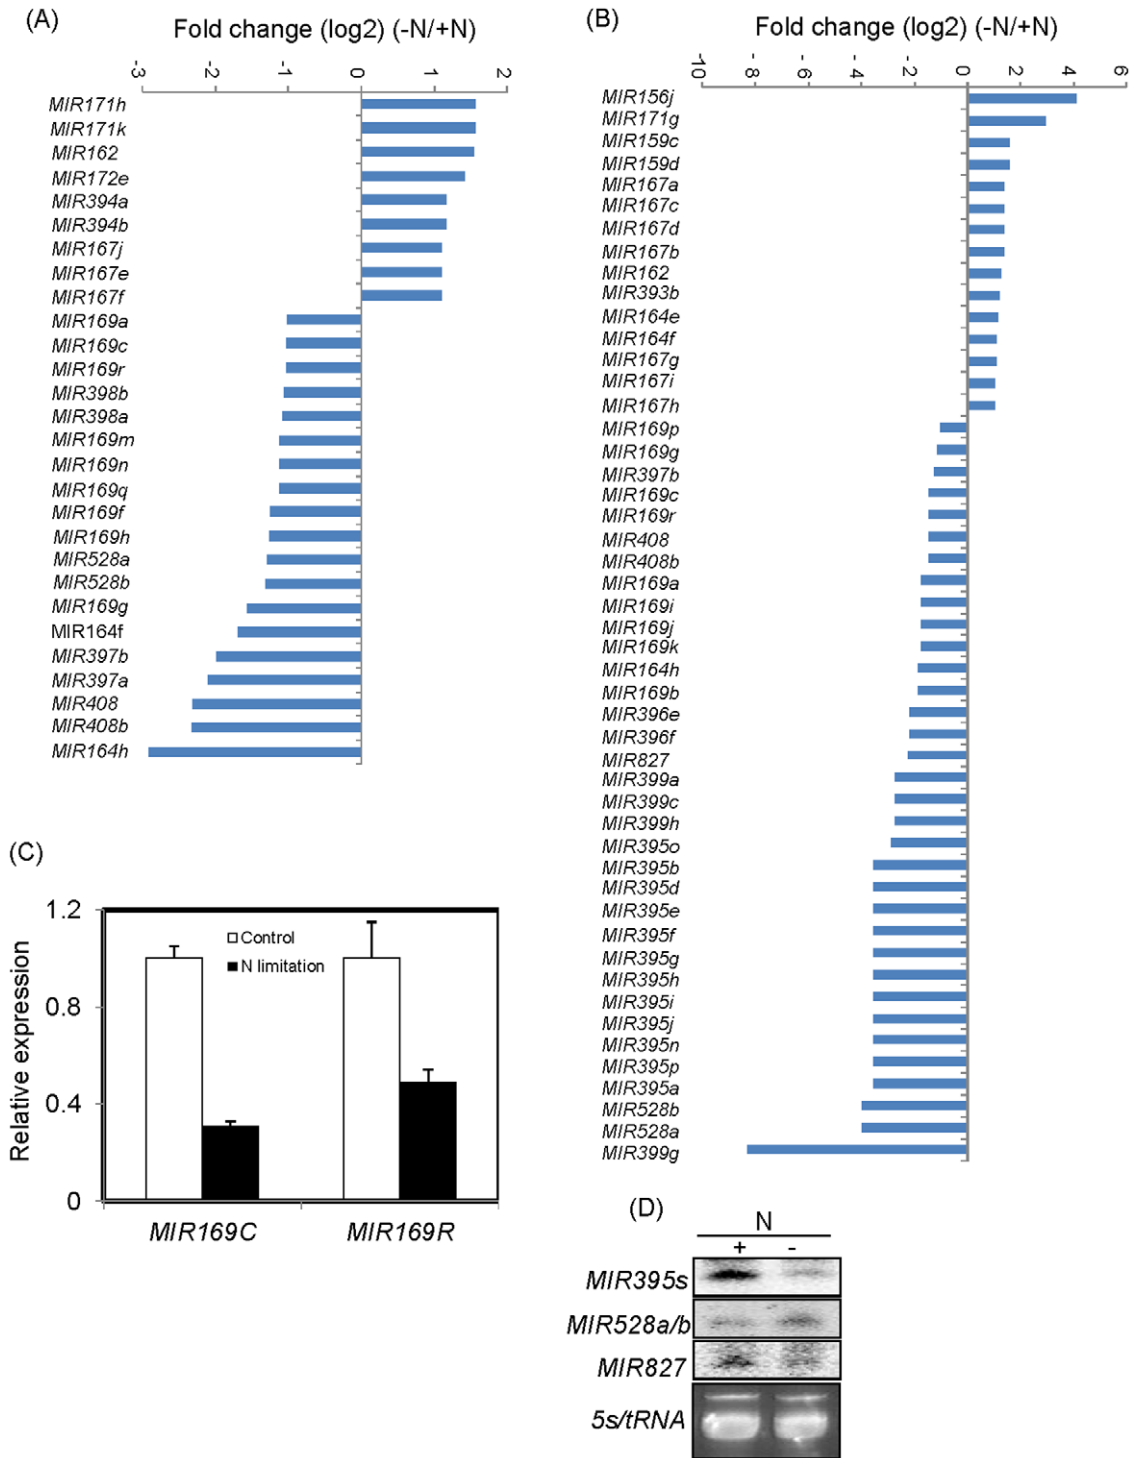 (A)
Fold change (log2) (-N/+N)
-3 -2 -1 0 1 2
MIR171h
MIR171k
MIR162
MIR172e
MIR394a
MIR394b
MIR167j
MIR167e
MIR167f
MIR169a
MIR169c
MIR169r
MIR398b
MIR398a
MIR169m
MIR169n
MIR169q
MIR169f
MIR169h
MIR528a
MIR528b
MIR169g
MIR164f
MIR397b
MIR397a
MIR408
MIR408b
MIR164h
(B)
Fold change (log2) (-N/+N)
-10 -8 -6 -4 -2 0 2 4 6
MIR156j
MIR171g
MIR159c
MIR159d
MIR167a
MIR167c
MIR167d
MIR167b
MIR162
MIR393b
MIR164e
MIR164f
MIR167g
MIR167i
MIR167h
MIR169p
MIR169g
MIR397b
MIR169c
MIR169r
MIR408
MIR408b
MIR169a
MIR169i
MIR169j
MIR169k
MIR164h
MIR169b
MIR396e
MIR396f
MIR827
MIR399a
MIR399c
MIR399h
MIR395o
MIR395b
MIR395d
MIR395e
MIR395f
MIR395g
MIR395h
MIR395i
MIR395j
MIR395n
MIR395p
MIR395a
MIR528b
MIR528a
MIR399g
(C)
Relative expression
1.2
0.8
0.4
0
Control
N limitation
MIR169C MIR169R
(D)
N
+ -
MIR395s
MIR528a/b
MIR827
5s/tRNA